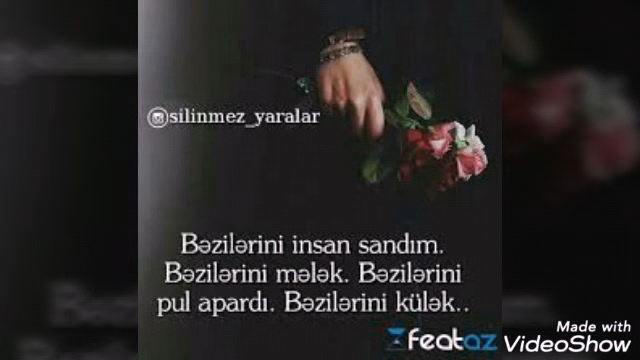 silinmez_yaralar
Bəzilərini insan sandım.
Bəzilərini mələk. Bəzilərini
pul apardı. Bəzilərini külək..
feataz
Made with
VideoShow